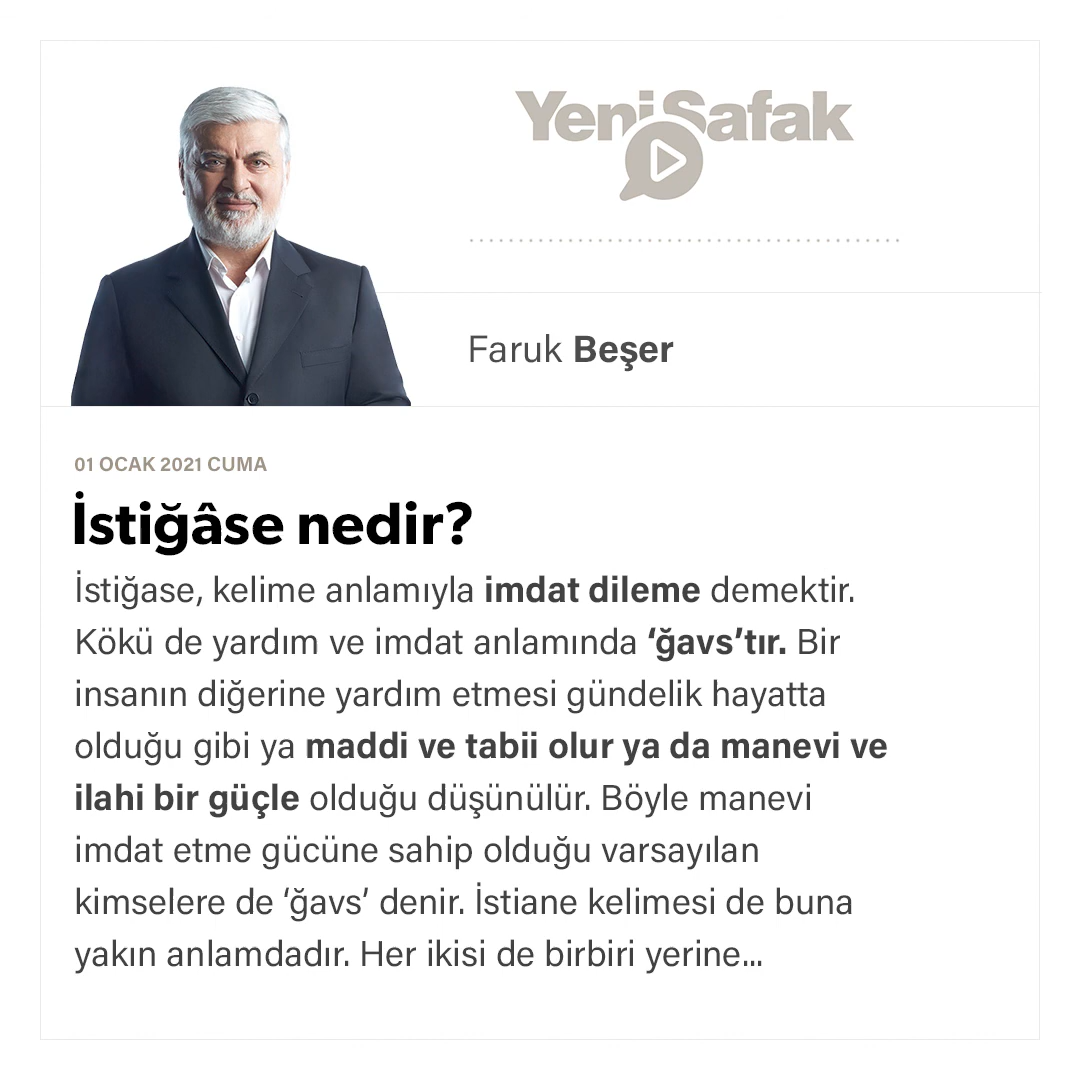 YeniSafak
Faruk Beşer
01 OCAK 2021 CUMA
İstiğâse nedir?
İstiğase, kelime anlamıyla imdat dileme demektir.
Kökü de yardım ve imdat anlamında ‘ğavs’tır. Bir
insanın diğerine yardım etmesi gündelik hayatta
olduğu gibi ya maddi ve tabii olur ya da manevi ve
ilahi bir güçle olduğu düşünülür. Böyle manevi
imdat etme gücüne sahip olduğu varsayılan
kimselere de ‘ğavs’ denir. İstiane kelimesi de buna
yakın anlamdadır. Her ikisi de birbiri yerine...